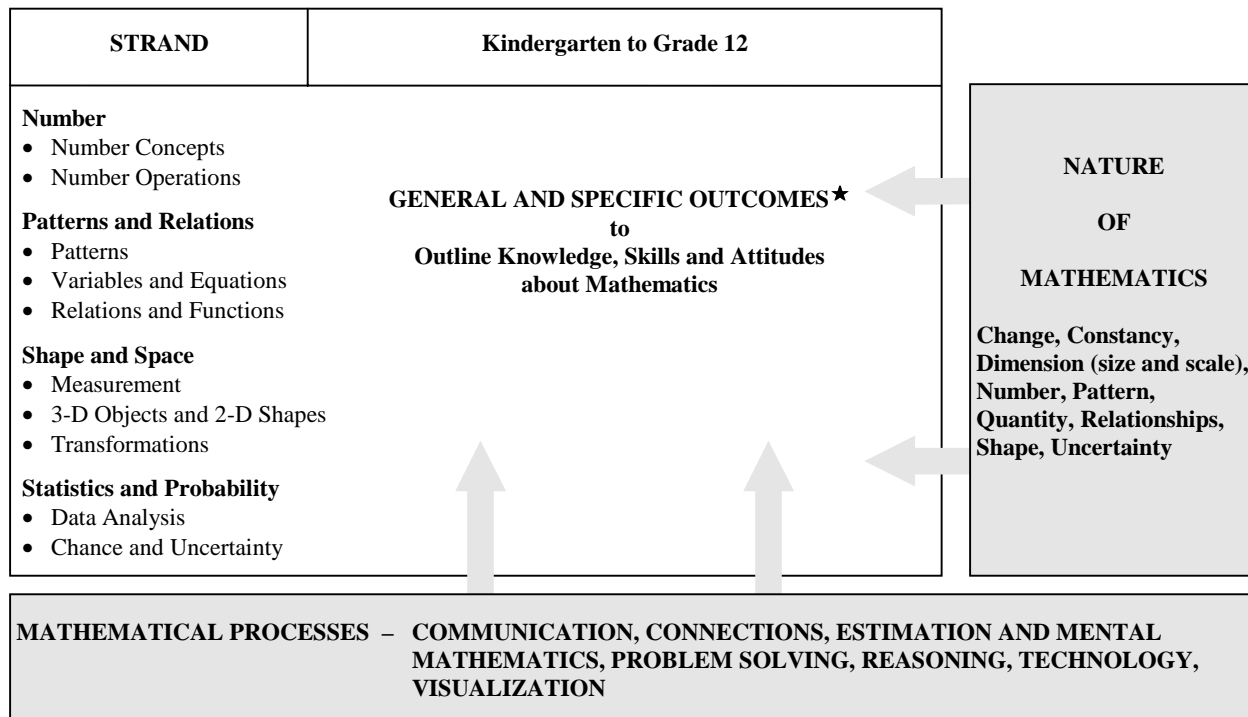 STRAND
Kindergarten to Grade 12
Number
• Number Concepts
• Number Operations
Patterns and Relations
• Patterns
• Variables and Equations
• Relations and Functions
Shape and Space
• Measurement
• 3-D Objects and 2-D Shapes
• Transformations
Statistics and Probability
• Data Analysis
• Chance and Uncertainty
GENERAL AND SPECIFIC OUTCOMES★
to
Outline Knowledge, Skills and Attitudes
about Mathematics
NATURE
OF
MATHEMATICS
Change, Constancy,
Dimension (size and scale),
Number, Pattern,
Quantity, Relationships,
Shape, Uncertainty
MATHEMATICAL PROCESSES – COMMUNICATION, CONNECTIONS, ESTIMATION AND MENTAL
MATHEMATICS, PROBLEM SOLVING, REASONING, TECHNOLOGY,
VISUALIZATION